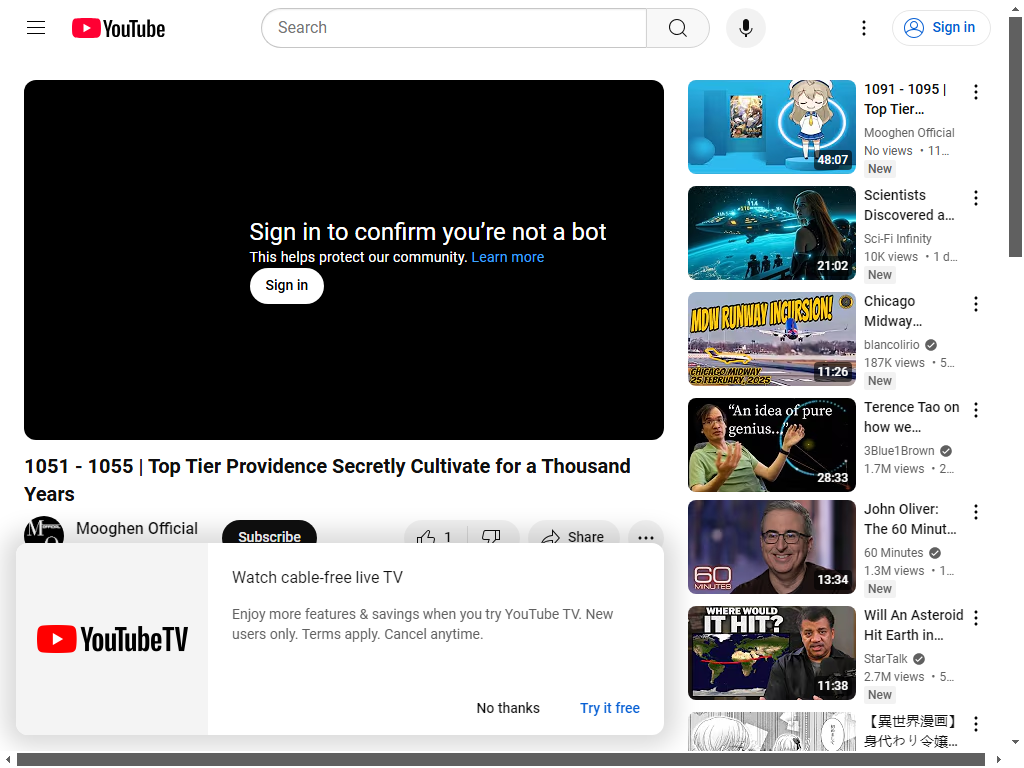 YouTube
Search
Sign in
Sign in to confirm you’re not a bot
This helps protect our community. Learn more
Sign in
1051 - 1055 | Top Tier Providence Secretly Cultivate for a Thousand
Years
Mooghen Official
Subscribe
1
Share
YouTubeTV
Watch cable-free live TV
Enjoy more features & savings when you try YouTube TV. New
users only. Terms apply. Cancel anytime.
No thanks
Try it free
48:07
1091 - 1095 |
Top Tier…
Mooghen Official
No views • 11…
New
21:02
Scientists
Discovered a…
Sci-Fi Infinity
10K views • 1 d…
New
MDW RUNWAY INCURSION!
CHICAGO MIDWAY
25 FEBRUARY, 2025
11:26
Chicago
Midway…
blancolirio
187K views • 5…
New
“An idea of pure
genius…”
28:33
Terence Tao on
how we…
3Blue1Brown
1.7M views • 2…
60
MINUTES
13:34
John Oliver:
The 60 Minut…
60 Minutes
1.3M views • 1…
New
WHERE WOULD
IT HIT?
11:38
Will An Asteroid
Hit Earth in…
StarTalk
2.7M views • 5…
New
【異世界漫画】
身代わり令嬢…